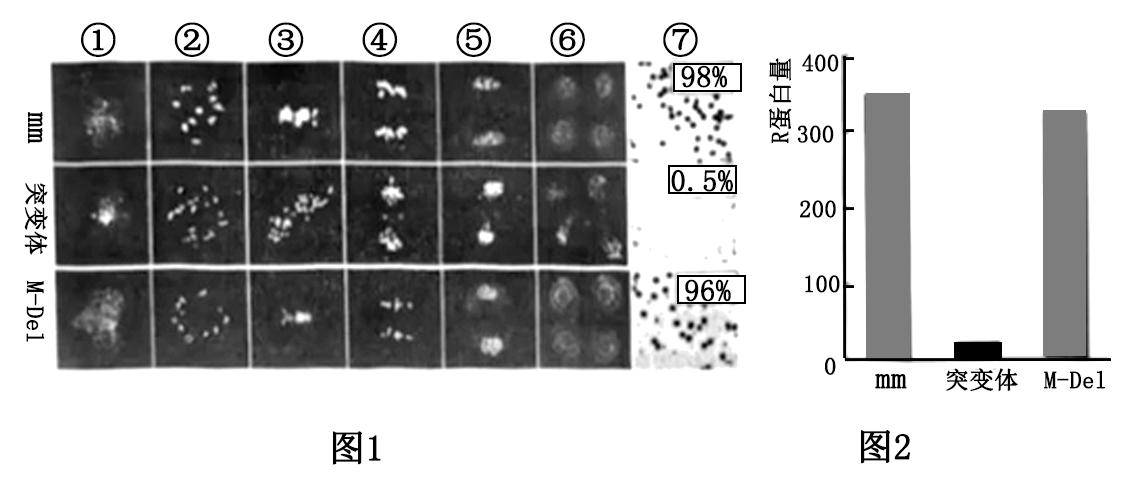 ① ② ③ ④ ⑤ ⑥ ⑦
mm
98%
突变体
0.5%
M-Del
96%
图1
R蛋白量
400
300
200
100
0
mm 突变体 M-Del
图2